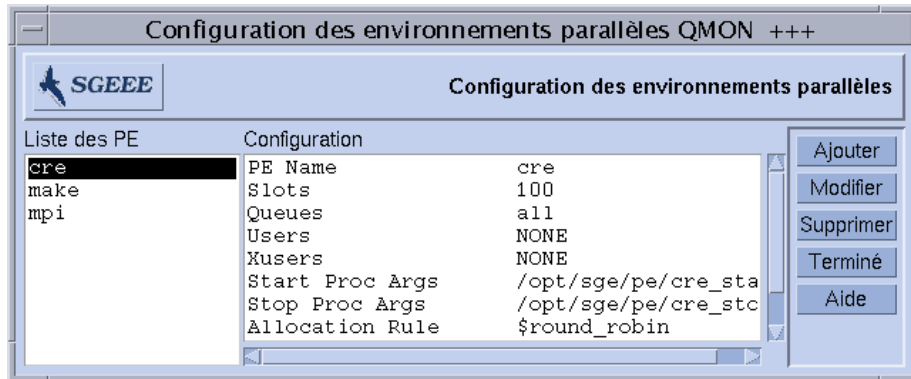 Configuration des environnements parallèles QMON +++
SGEEE
Configuration des environnements parallèles
Liste des PE
Configuration
cre
make
mpi
PE Name cre
Slots 100
Queues all
Users NONE
Xusers NONE
Start Proc Args /opt/sge/pe/cre_sta
Stop Proc Args /opt/sge/pe/cre_stc
Allocation Rule $round_robin
Ajouter
Modifier
Supprimer
Terminé
Aide